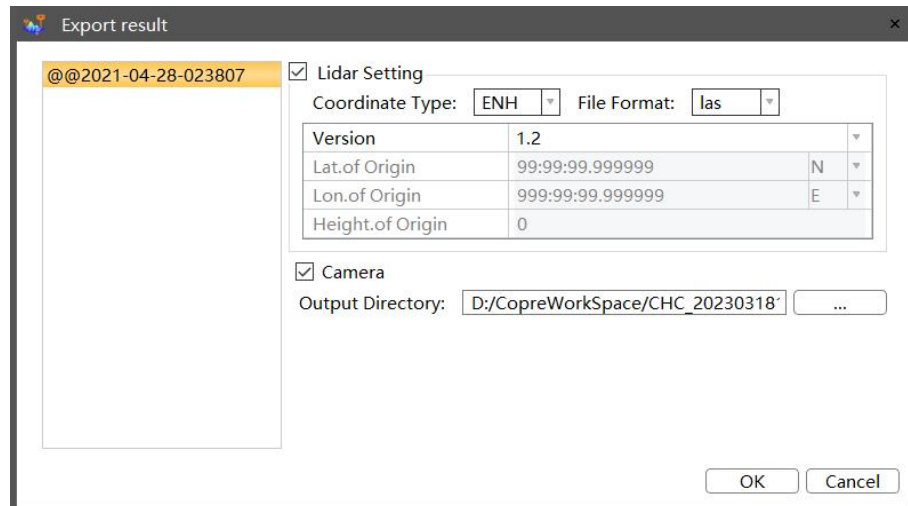 Export result
×
@@2021-04-28-023807
Lidar Setting
Coordinate Type: ENH File Format: las
Version 1.2
Lat.of Origin 99:99:99.999999 N
Lon.of Origin 999:99:99.999999 E
Height.of Origin 0
Camera
Output Directory: D:/CopreWorkSpace/CHC_20230318 ...
OK Cancel